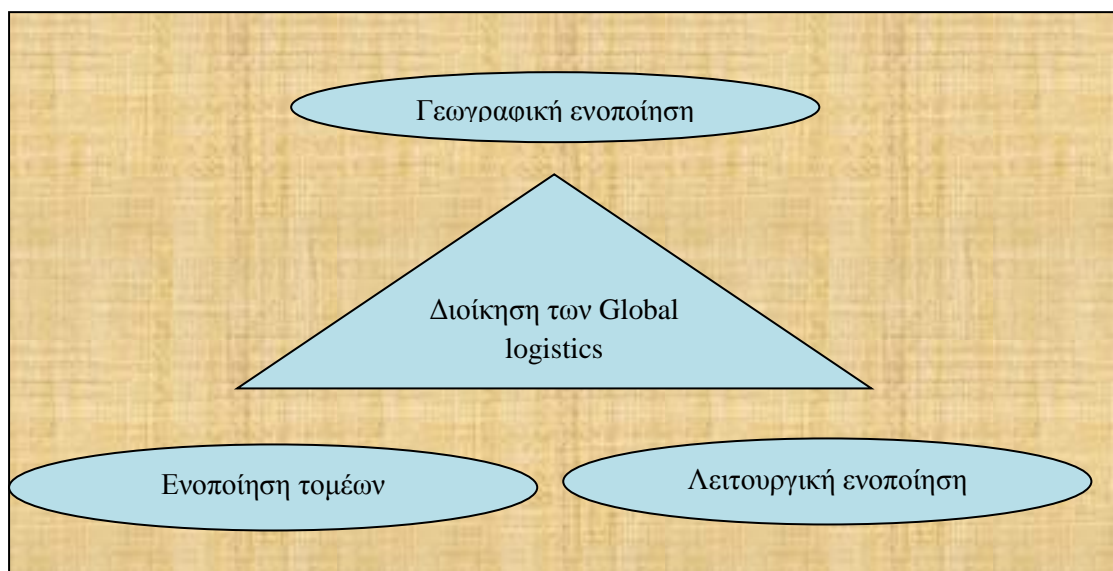 Γεωγραφική ενοποίηση
Διοίκηση των Global
logistics
Ενοποίηση τομέων
Λειτουργική ενοποίηση